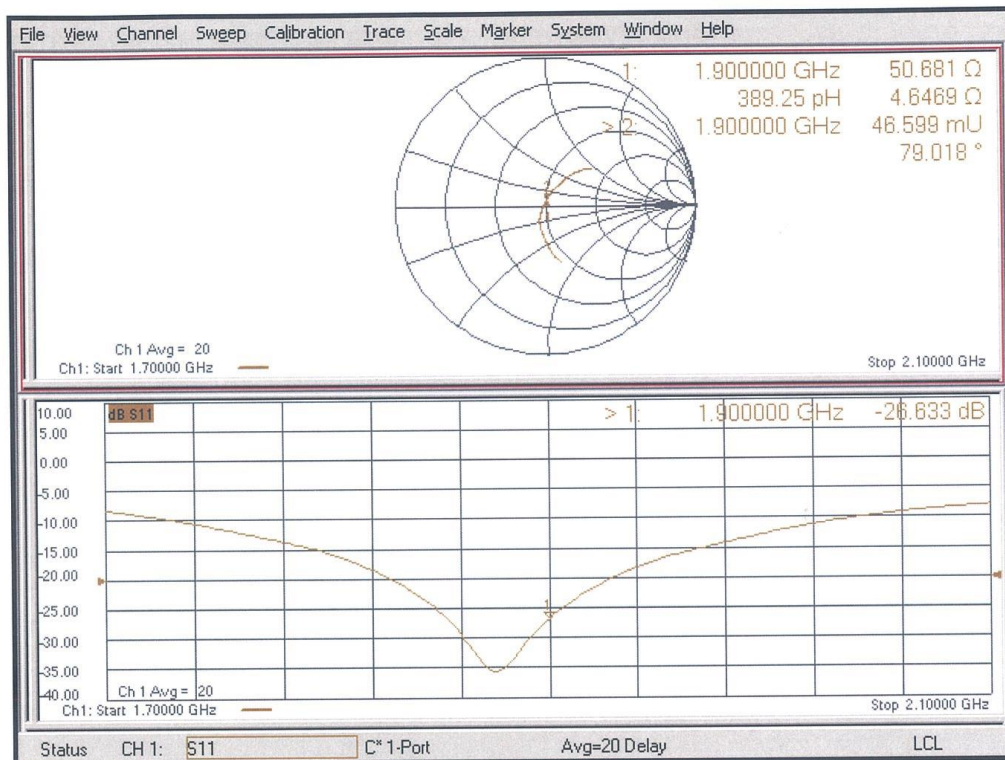 File View Channel Sweep Calibration Trace Scale Marker System Window Help
1: 1.900000 GHz 50.681 Ω
389.25 pH 4.6469 Ω
> 2: 1.900000 GHz 46.599 mU
79.018 °
1
Ch 1 Avg = 20
Ch1: Start 1.70000 GHz Stop 2.10000 GHz
10.00 dB S11 > 1: 1.900000 GHz -26.633 dB
5.00
0.00
-5.00
-10.00
-15.00
-20.00
-25.00 1
-30.00
-35.00
-40.00 Ch 1 Avg = 20
Ch1: Start 1.70000 GHz Stop 2.10000 GHz
Status CH 1: S11 C* 1-Port Avg=20 Delay LCL